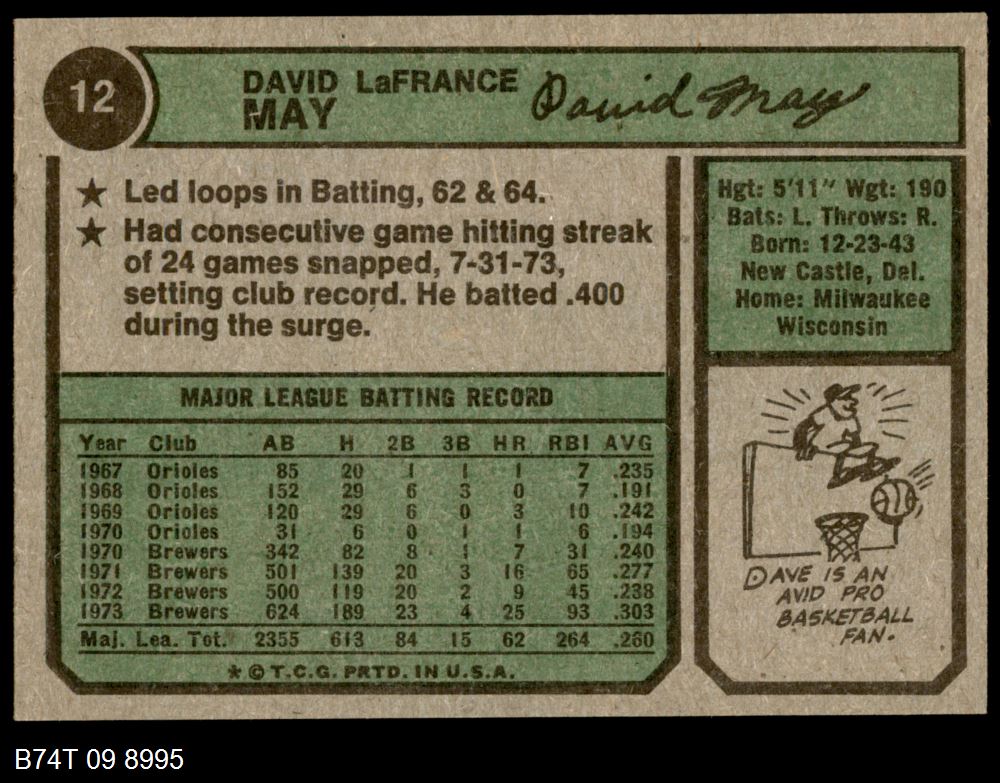 12
DAVID LaFRANCE
MAY
David May
★ Led loops in Batting, 62 & 64.
★ Had consecutive game hitting streak
of 24 games snapped, 7-31-73,
setting club record. He batted .400
during the surge.
Hgt: 5'11" Wgt: 190
Bats: L. Throws: R.
Born: 12-23-43
New Castle, Del.
Home: Milwaukee
Wisconsin
MAJOR LEAGUE BATTING RECORD
Year Club AB H 2B 3B HR RBI AVG
1967 Orioles 85 20 1 1 1 7 .235
1968 Orioles 152 29 6 3 0 7 .191
1969 Orioles 120 29 6 0 3 10 .242
1970 Orioles 31 6 0 1 1 6 .194
1970 Brewers 342 82 8 1 7 31 .240
1971 Brewers 501 139 20 3 16 65 .277
1972 Brewers 500 119 20 2 9 45 .238
1973 Brewers 624 189 23 4 25 93 .303
Maj. Lea. Tot. 2355 613 84 15 62 264 .260
* © T.C.G. PRTD. IN U.S.A.
DAVE IS AN
AVID PRO
BASKETBALL
FAN.
B74T 09 8995